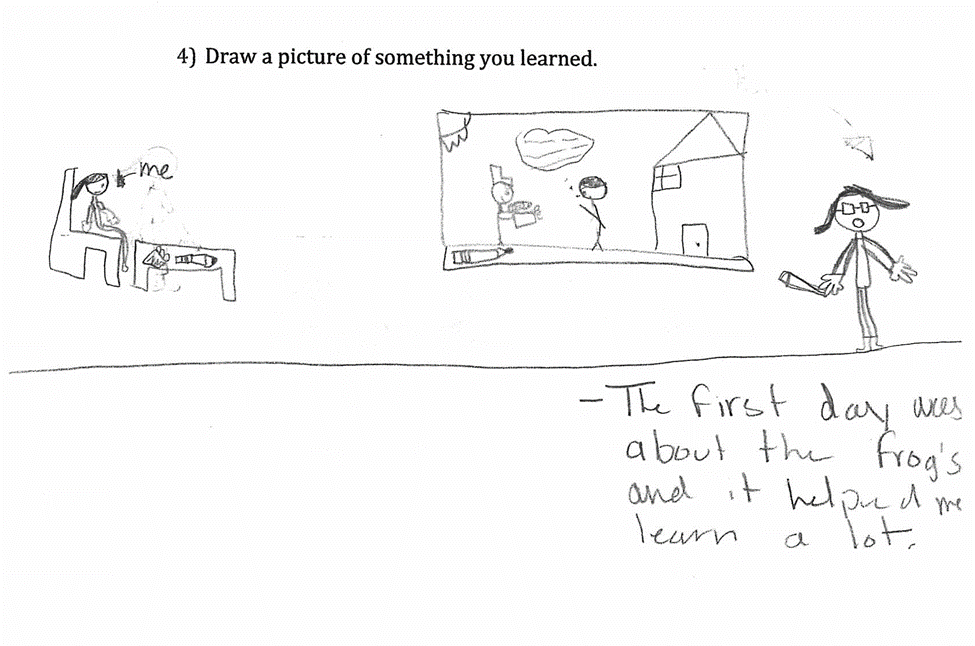 4) Draw a picture of something you learned.
me
- The first day was
about the frog's
and it helped me
learn a lot.